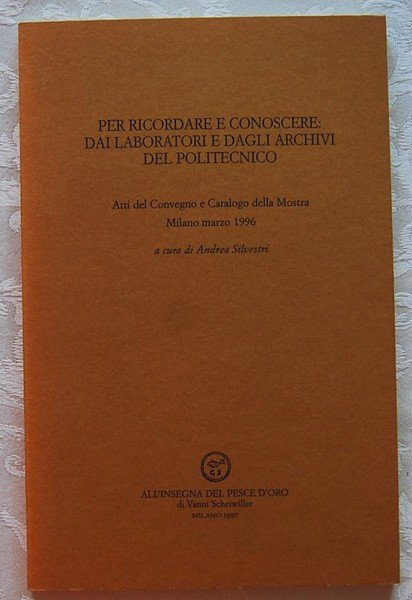 PER RICORDARE E CONOSCERE:
DAI LABORATORI E DAGLI ARCHIVI
DEL POLITECNICO
Atti del Convegno e Catalogo della Mostra
Milano marzo 1996
a cura di Andrea Silvestri
G S
ALL'INSEGNA DEL PESCE D'ORO
di Vanni Scheiwiller
MILANO 1997